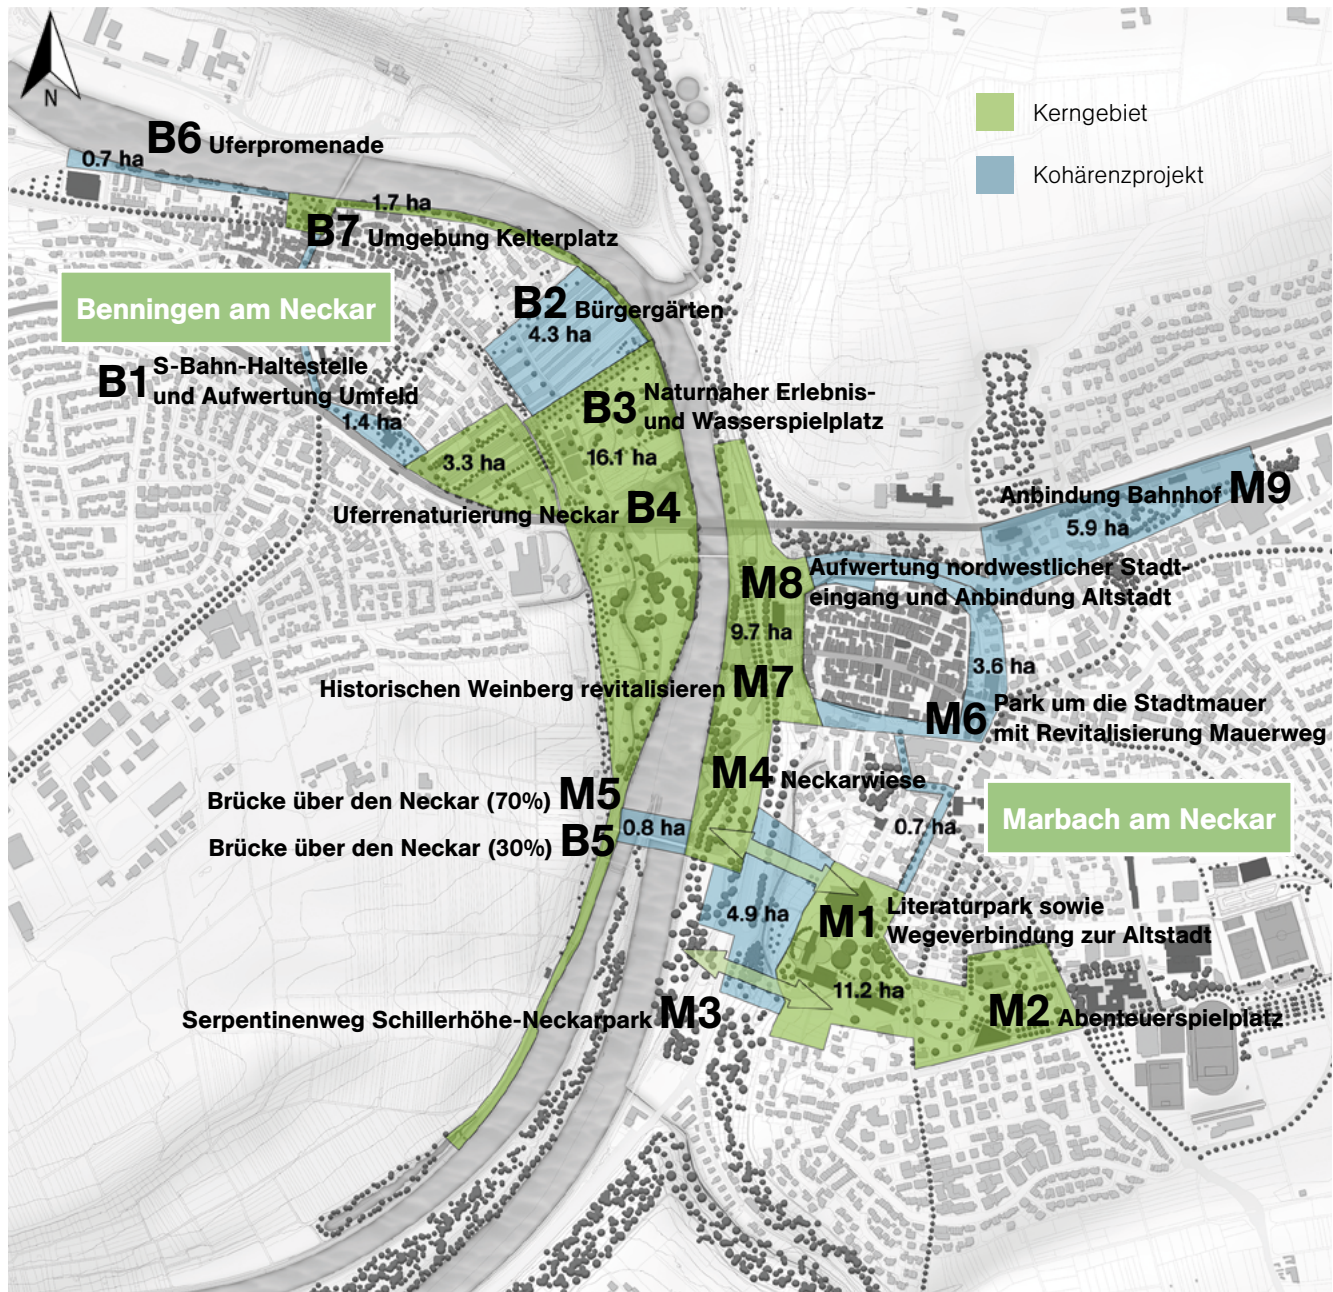 N
Kerngebiet
Kohärenzprojekt
B6 Uferpromenade
0.7 ha
1.7 ha
B7 Umgebung Kelterplatz
Benningen am Neckar
B2 Bürgergärten
4.3 ha
B1 S-Bahn-Haltestelle
und Aufwertung Umfeld
1.4 ha
B3 Naturnaher Erlebnis-
und Wasserspielplatz
16.1 ha
3.3 ha
Uferrenaturierung Neckar B4
Anbindung Bahnhof M9
5.9 ha
M8 Aufwertung nordwestlicher Stadt-
eingang und Anbindung Altstadt
9.7 ha
3.6 ha
Historischen Weinberg revitalisieren M7
M6 Park um die Stadtmauer
mit Revitalisierung Mauerweg
M4 Neckarwiese
Brücke über den Neckar (70%) M5
Brücke über den Neckar (30%) B5
0.8 ha
0.7 ha
Marbach am Neckar
4.9 ha
M1 Literaturpark sowie
Wegeverbindung zur Altstadt
11.2 ha
Serpentinenweg Schillerhöhe-Neckarpark M3
M2 Abenteuerspielplatz